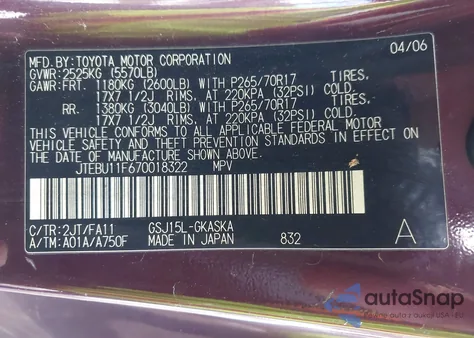 MFD. BY: TOYOTA MOTOR CORPORATION 04/06
GVWR: 2525KG (5570LB)
GAWR: FRT. 1180KG (2600LB) WITH P265/70R17 TIRES,
17X7 1/2J RIMS, AT 220KPA (32PSI) COLD.
RR. 1380KG (3040LB) WITH P265/70R17 TIRES,
17X7 1/2J RIMS, AT 220KPA (32PSI) COLD.
THIS VEHICLE CONFORMS TO ALL APPLICABLE FEDERAL MOTOR
VEHICLE SAFETY AND THEFT PREVENTION STANDARDS IN EFFECT ON
THE DATE OF MANUFACTURE SHOWN ABOVE.
JTEBU11F670018322 MPV
C/TR: 2JT/FA11 GSJ15L-GKASKA
A/TM: A01A/A750F MADE IN JAPAN 832 A
autoSnap